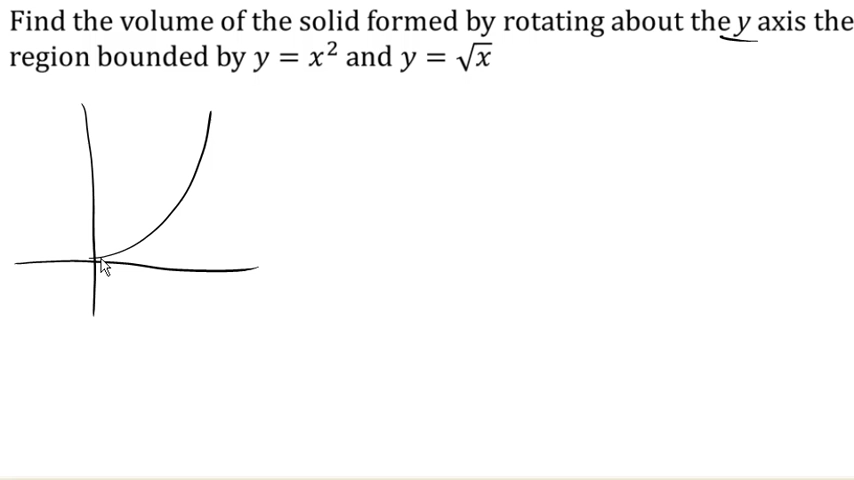 Find the volume of the solid formed by rotating about the y axis the
region bounded by y = x² and y = √x